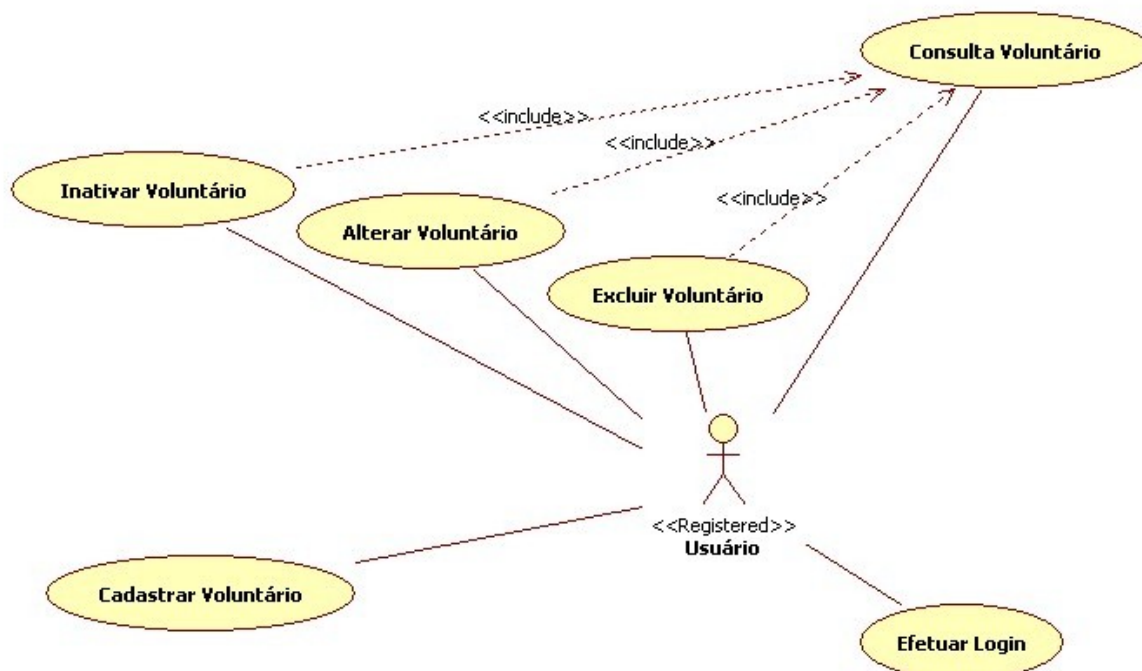 Consulta Voluntário
<<include>>
<<include>>
Inativar Voluntário
<<include>>
Alterar Voluntário
Excluir Voluntário
<<Registered>>
Usuário
Cadastrar Voluntário
Efetuar Login